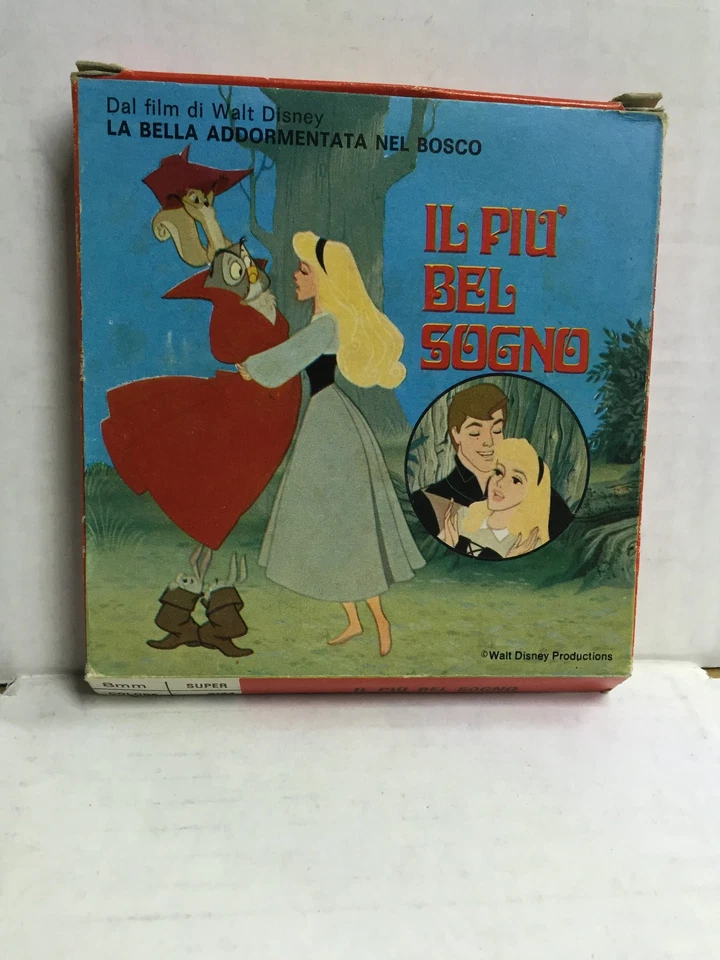 Dal film di Walt Disney
LA BELLA ADDORMENTATA NEL BOSCO
IL PIU'
BEL
SOGNO
©Walt Disney Productions
8mm SUPER IL PIU BEL SOGNO